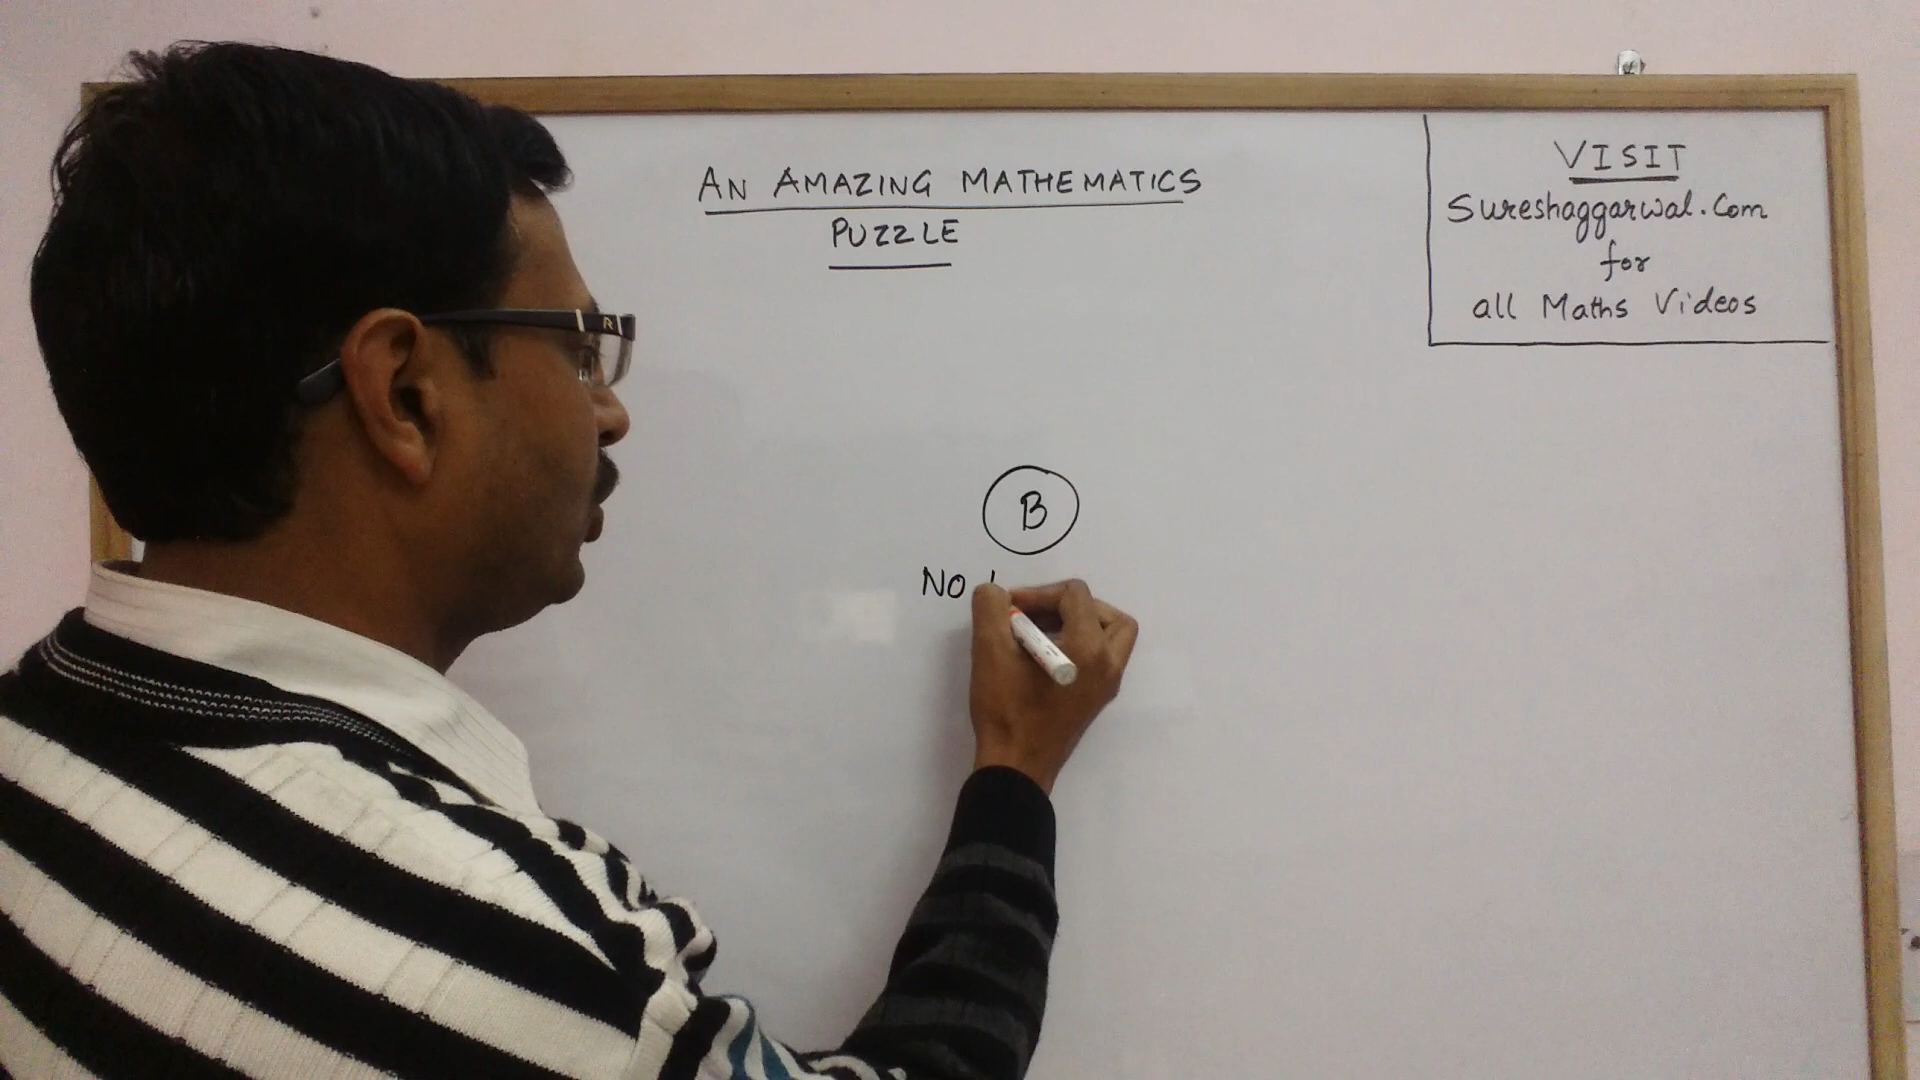 AN AMAZING MATHEMATICS
PUZZLE
VISIT
Sureshaggarwal.Com
for
all Maths Videos
B
NO
R